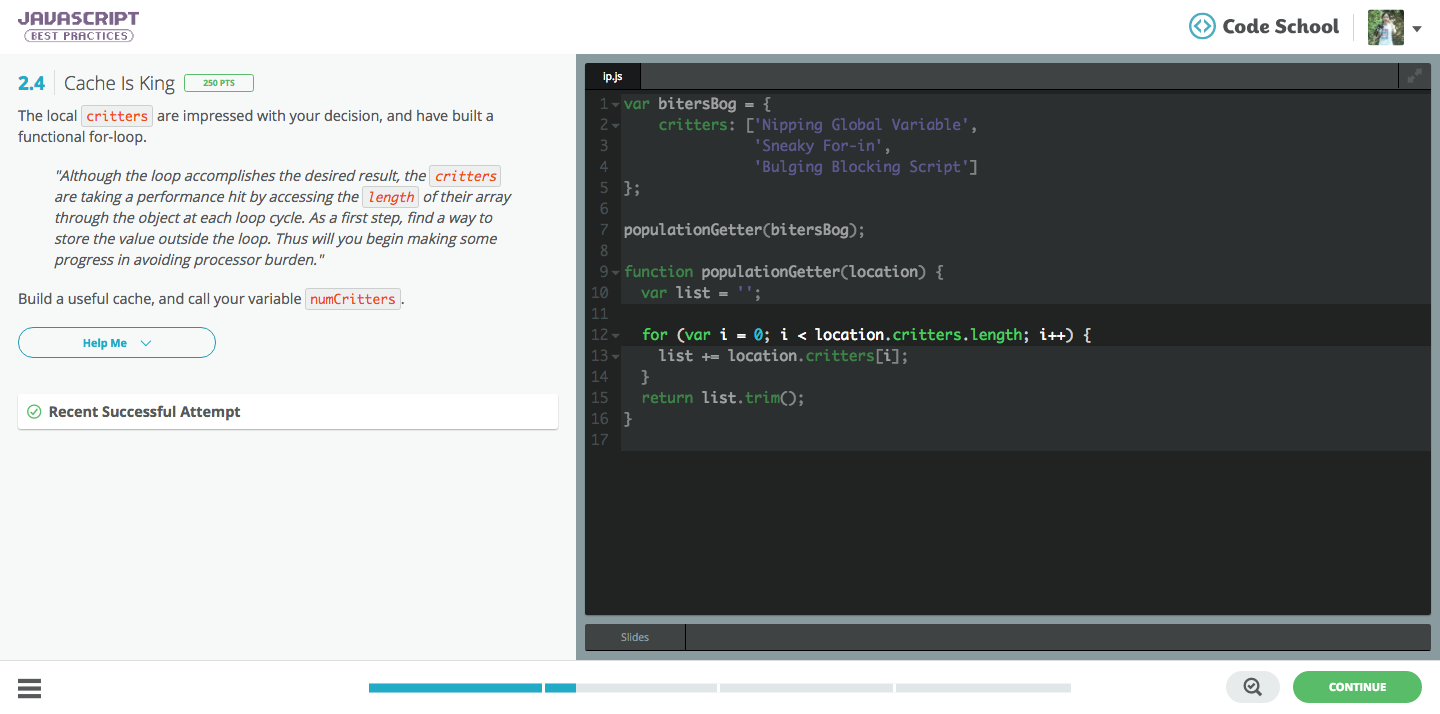 JAVASCRIPT
BEST PRACTICES
Code School
2.4 Cache Is King 250 PTS
The local critters are impressed with your decision, and have built a
functional for-loop.
"Although the loop accomplishes the desired result, the critters
are taking a performance hit by accessing the length of their array
through the object at each loop cycle. As a first step, find a way to
store the value outside the loop. Thus will you begin making some
progress in avoiding processor burden."
Build a useful cache, and call your variable numCritters.
Help Me
Recent Successful Attempt
ip.js
1 var bitersBog = {
2 critters: ['Nipping Global Variable',
3 'Sneaky For-in',
4 'Bulging Blocking Script']
5 };
6
7 populationGetter(bitersBog);
8
9 function populationGetter(location) {
10 var list = '';
11
12 for (var i = 0; i < location.critters.length; i++) {
13 list += location.critters[i];
14 }
15 return list.trim();
16 }
17
Slides
CONTINUE